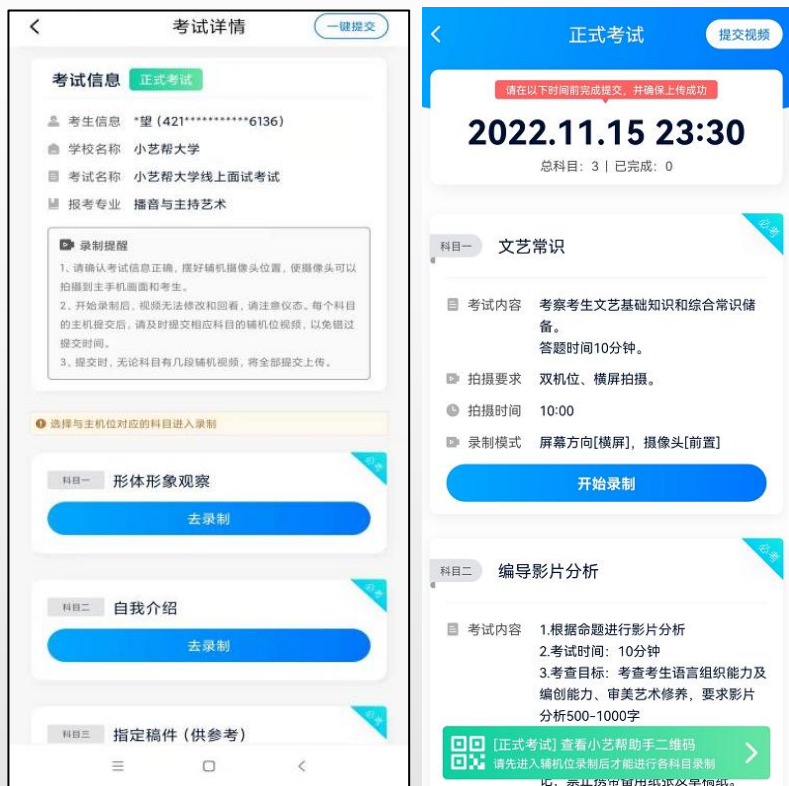 考试详情
一键提交
考试信息 正式考试
考生信息 *望 (421***********6136)
学校名称 小艺帮大学
考试名称 小艺帮大学线上面试考试
报考专业 播音与主持艺术
录制提醒
1、请确认考试信息正确，摆好辅机摄像头位置，使摄像头可以
拍摄到主手机画面和考生。
2、开始录制后，视频无法修改和回看，请注意仪态。每个科目
的主机提交后，请及时提交相应科目的辅机位视频，以免错过
提交时间。
3、提交时，无论科目有几段辅机视频，将全部提交上传。
选择与主机位对应的科目进入录制
必考
科目一 形体形象观察
去录制
必考
科目二 自我介绍
去录制
必考
科目三 指定稿件（供参考）
正式考试
提交视频
请在以下时间前完成提交，并确保上传成功
2022.11.15 23:30
总科目：3 | 已完成：0
必考
科目一 文艺常识
考试内容 考察考生文艺基础知识和综合常识储
备。
答题时间10分钟。
拍摄要求 双机位、横屏拍摄。
拍摄时间 10:00
录制模式 屏幕方向[横屏]，摄像头[前置]
开始录制
必考
科目二 编导影片分析
考试内容 1.根据命题进行影片分析
2.考试时间：10分钟
3.考查目标：考查考生语言组织能力及
编创能力、审美艺术修养，要求影片
分析500-1000字
[正式考试] 查看小艺帮助手二维码
请先进入辅机位录制后才能进行各科目录制
化，禁止携带备用纸张及草稿纸。